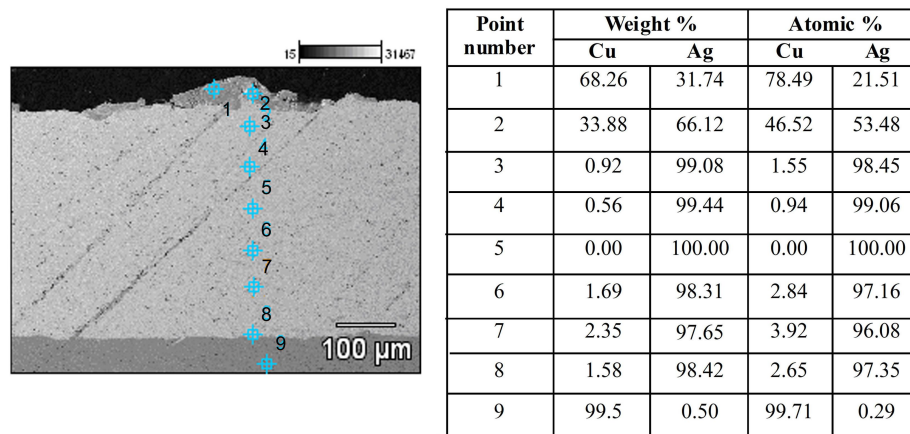 15 31467
1
2
3
4
5
6
7
8
9
100 µm
Point number Weight % Atomic %
Cu Ag Cu Ag
1 68.26 31.74 78.49 21.51
2 33.88 66.12 46.52 53.48
3 0.92 99.08 1.55 98.45
4 0.56 99.44 0.94 99.06
5 0.00 100.00 0.00 100.00
6 1.69 98.31 2.84 97.16
7 2.35 97.65 3.92 96.08
8 1.58 98.42 2.65 97.35
9 99.5 0.50 99.71 0.29